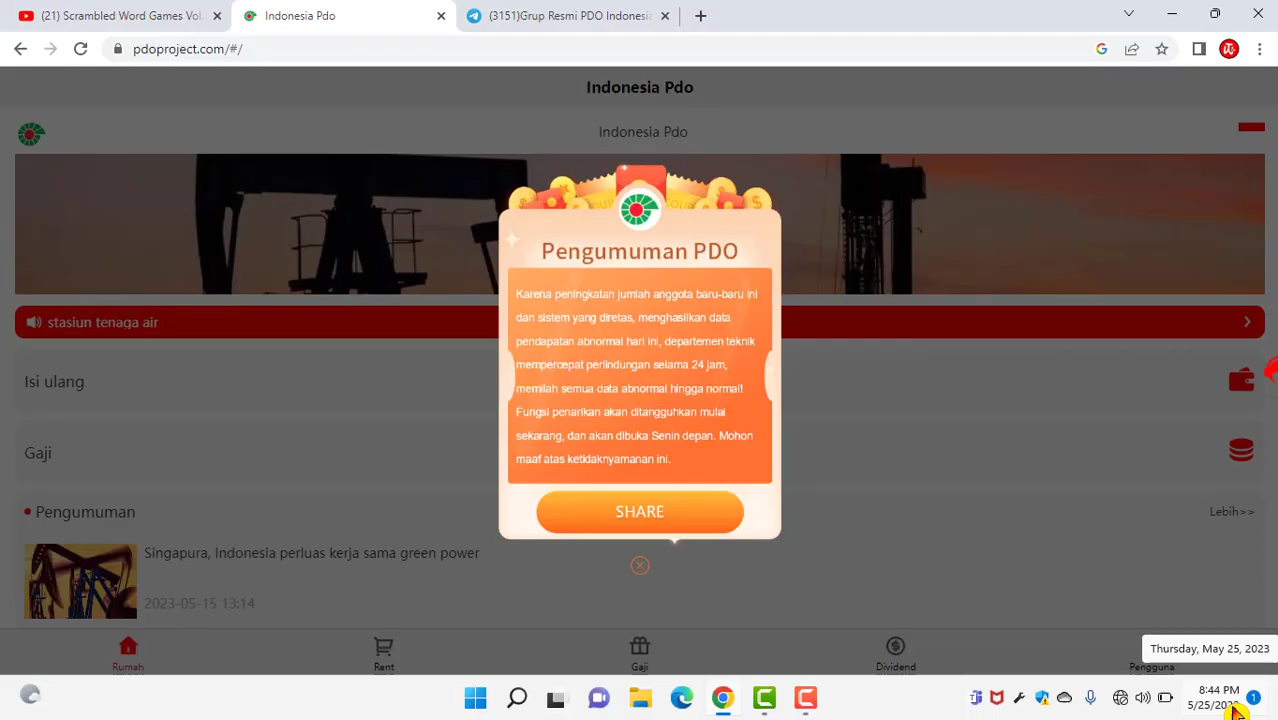 (21) Scrambled Word Games Vol.
Indonesia Pdo
(3151)Grup Resmi PDO Indonesi
pdoproject.com/#/
Indonesia Pdo
Indonesia Pdo
Pengumuman PDO
Karena peningkatan jumlah anggota baru-baru ini
dan sistem yang diretas, menghasilkan data
pendapatan abnormal hari ini, departemen teknik
mempercepat perlindungan selama 24 jam,
memilah semua data abnormal hingga normal!
Fungsi penarikan akan ditangguhkan mulai
sekarang, dan akan dibuka Senin depan. Mohon
maaf atas ketidaknyamanan ini.
SHARE
stasiun tenaga air
Isi ulang
Gaji
Pengumuman
Lebih>>
Singapura, Indonesia perluas kerja sama green power
2023-05-15 13:14
Rumah
Rent
Gaji
Dividend
Pengguna
Thursday, May 25, 2023
8:44 PM
5/25/202
1